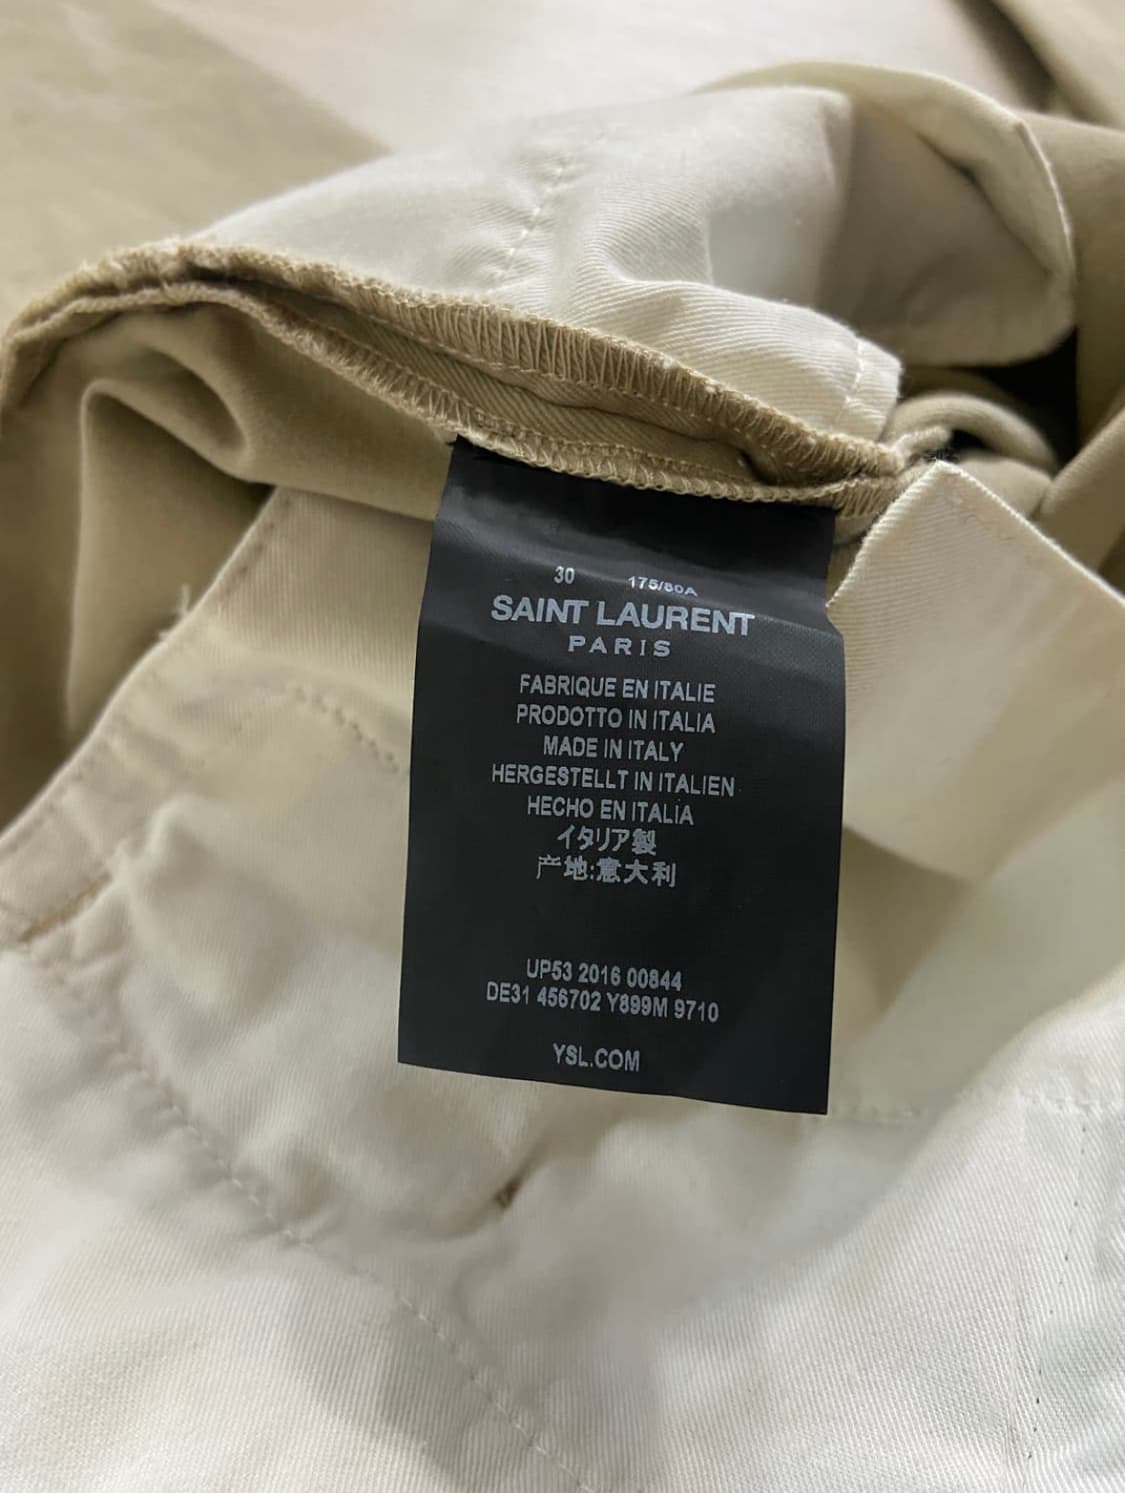 30 175/80A
SAINT LAURENT
PARIS
FABRIQUE EN ITALIE
PRODOTTO IN ITALIA
MADE IN ITALY
HERGESTELLT IN ITALIEN
HECHO EN ITALIA
イタリア製
产地:意大利
UP53 2016 00844
DE31 456702 Y899M 9710
YSL.COM